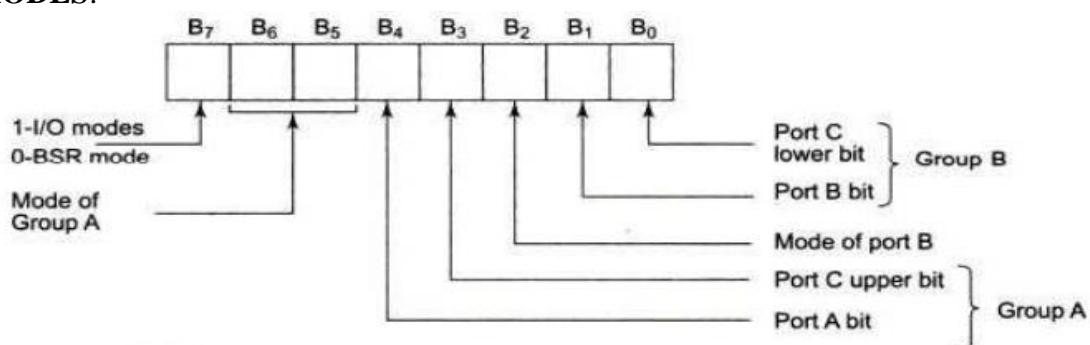 B7 B6 B5 B4 B3 B2 B1 B0
1-I/O modes
0-BSR mode
Mode of
Group A
Port C
lower bit
Group B
Port B bit
Mode of port B
Port C upper bit
Group A
Port A bit